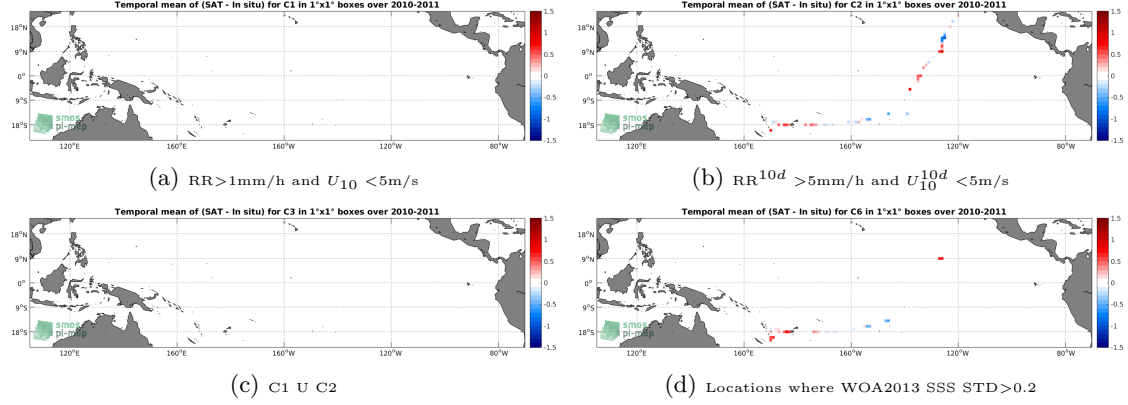 Temporal mean of (SAT - In situ) for C1 in 1°x1° boxes over 2010-2011
18°N
9°N
0°
9°S
18°S
120°E
160°E
160°W
120°W
80°W
1.5
1
0.5
0
-0.5
-1
-1.5
smos
pi-mep
(a) RR>1mm/h and U10 <5m/s
Temporal mean of (SAT - In situ) for C2 in 1°x1° boxes over 2010-2011
18°N
9°N
0°
9°S
18°S
120°E
160°E
160°W
120°W
80°W
1.5
1
0.5
0
-0.5
-1
-1.5
smos
pi-mep
(b) RR10d >5mm/h and U10d10 <5m/s
Temporal mean of (SAT - In situ) for C3 in 1°x1° boxes over 2010-2011
18°N
9°N
0°
9°S
18°S
120°E
160°E
160°W
120°W
80°W
1.5
1
0.5
0
-0.5
-1
-1.5
smos
pi-mep
(c) C1 U C2
Temporal mean of (SAT - In situ) for C6 in 1°x1° boxes over 2010-2011
18°N
9°N
0°
9°S
18°S
120°E
160°E
160°W
120°W
80°W
1.5
1
0.5
0
-0.5
-1
-1.5
smos
pi-mep
(d) Locations where WOA2013 SSS STD>0.2